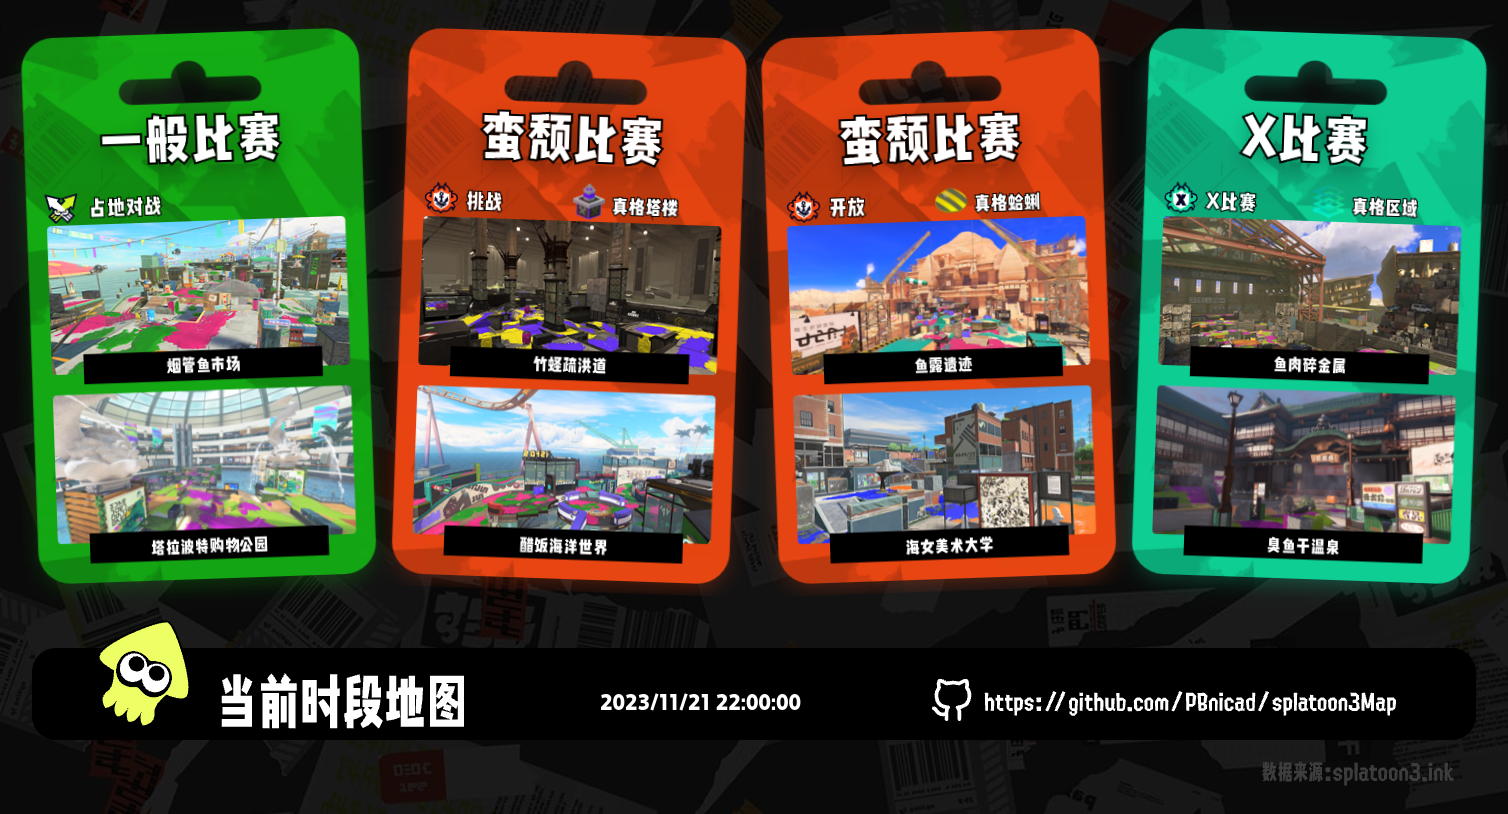 一般比赛
占地对战
烟管鱼市场
塔拉波特购物公园
蛮颓比赛
挑战
真格塔楼
竹蛏疏洪道
醋饭海洋世界
蛮颓比赛
开放
真格蛤蜊
鱼露遗迹
海女美术大学
X比赛
X比赛
真格区域
鱼肉碎金属
臭鱼干温泉
当前时段地图
2023/11/21 22:00:00
https://github.com/PBnicad/splatoon3Map
数据来源:splatoon3.ink